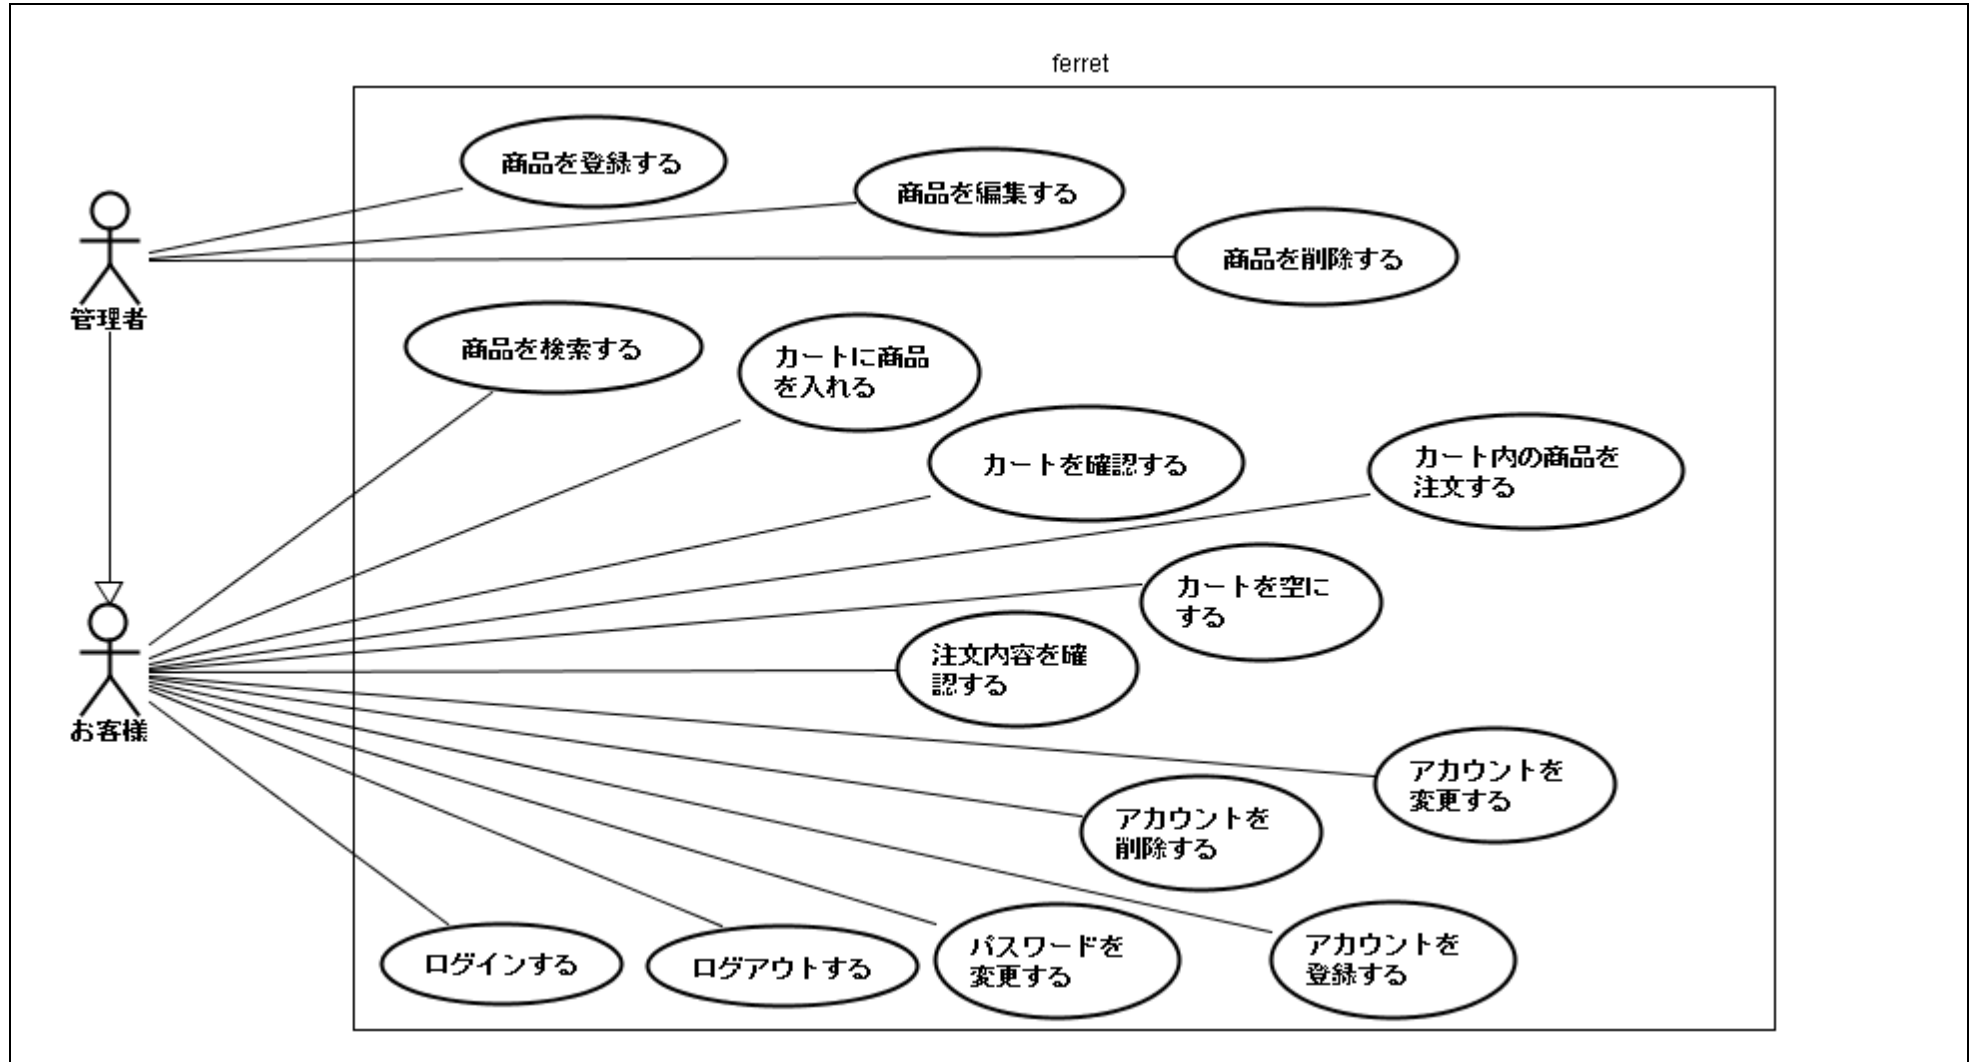 ferret
商品を登録する
商品を編集する
商品を削除する
管理者
商品を検索する
カートに商品
を入れる
カートを確認する
カート内の商品を
注文する
カートを空に
する
注文内容を確
認する
お客様
アカウントを
変更する
アカウントを
削除する
ログインする
ログアウトする
パスワードを
変更する
アカウントを
登録する